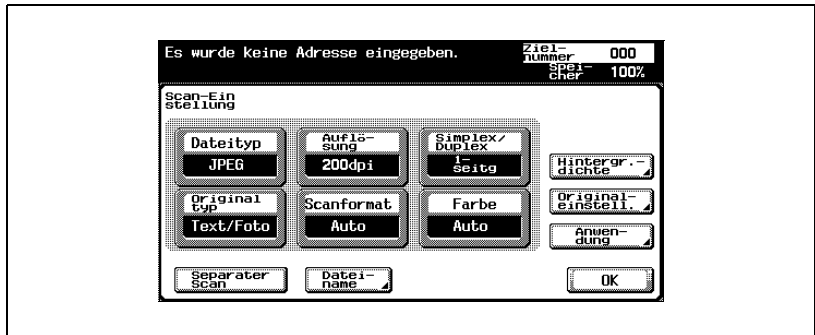 Es wurde keine Adresse eingegeben.
Ziel-
nummer 000
Spei-
cher 100%
Scan-Ein
stellung
Dateityp
JPEG
Auflö-
sung
200dpi
Simplex/
Duplex
1-
seitg
Hintergr.-
dichte
Original
typ
Text/Foto
Scanformat
Auto
Farbe
Auto
Original-
einstell.
Anwen-
dung
Separater
Scan
Datei-
name
OK